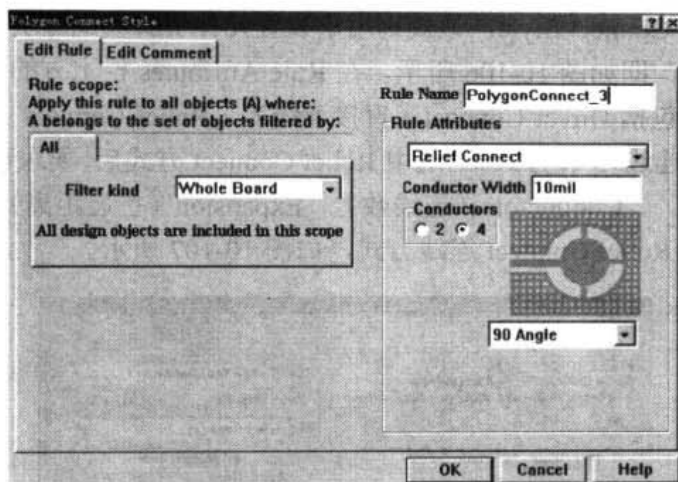 Polygon Connect Style
Edit Rule Edit Comment
Rule scope:
Apply this rule to all objects (A) where:
A belongs to the set of objects filtered by:
All
Filter kind Whole Board
All design objects are included in this scope
Rule Name PolygonConnect_3
Rule Attributes
Relief Connect
Conductor Width 10mil
Conductors
2 4
90 Angle
OK Cancel Help